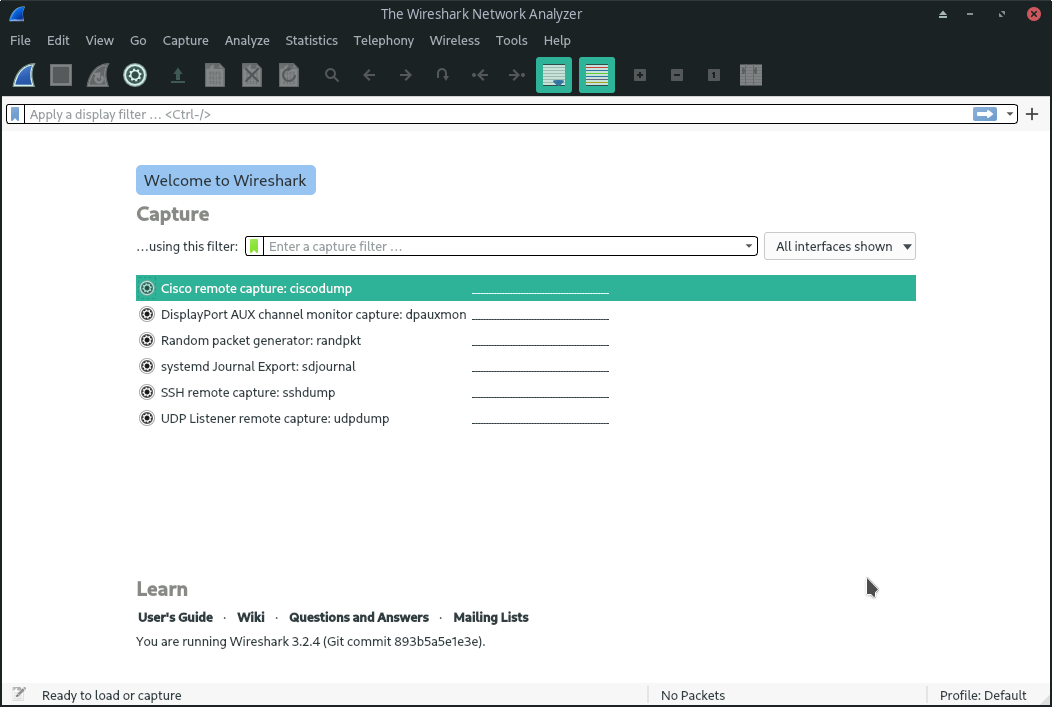 The Wireshark Network Analyzer
File Edit View Go Capture Analyze Statistics Telephony Wireless Tools Help
Apply a display filter … <Ctrl-/>
Welcome to Wireshark
Capture
…using this filter: Enter a capture filter … All interfaces shown
Cisco remote capture: ciscodump
DisplayPort AUX channel monitor capture: dpauxmon
Random packet generator: randpkt
systemd Journal Export: sdjournal
SSH remote capture: sshdump
UDP Listener remote capture: udpdump
Learn
User's Guide · Wiki · Questions and Answers · Mailing Lists
You are running Wireshark 3.2.4 (Git commit 893b5a5e1e3e).
Ready to load or capture No Packets Profile: Default